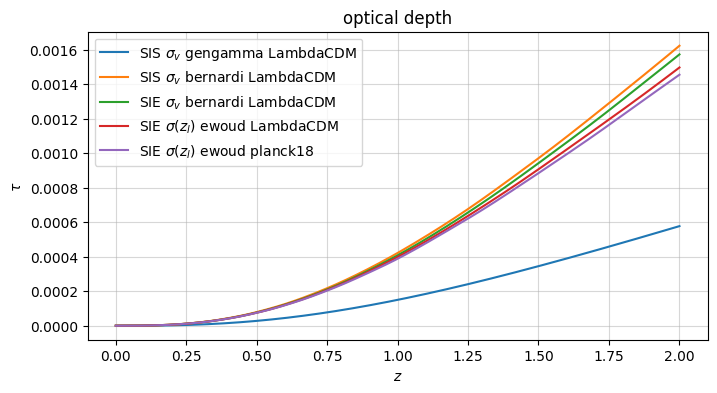 optical depth
SIS σ_v gengamma LambdaCDM
SIS σ_v bernardi LambdaCDM
SIE σ_v bernardi LambdaCDM
SIE σ(z_l) ewoud LambdaCDM
SIE σ(z_l) ewoud planck18
τ
0.0016
0.0014
0.0012
0.0010
0.0008
0.0006
0.0004
0.0002
0.0000
0.00 0.25 0.50 0.75 1.00 1.25 1.50 1.75 2.00
z